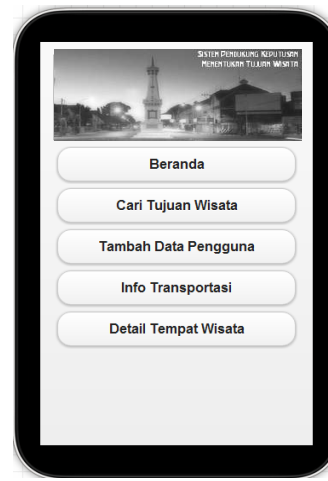 SISTEM PENDUKUNG KEPUTUSAN
MENENTUKAN TUJUAN WISATA
Beranda
Cari Tujuan Wisata
Tambah Data Pengguna
Info Transportasi
Detail Tempat Wisata